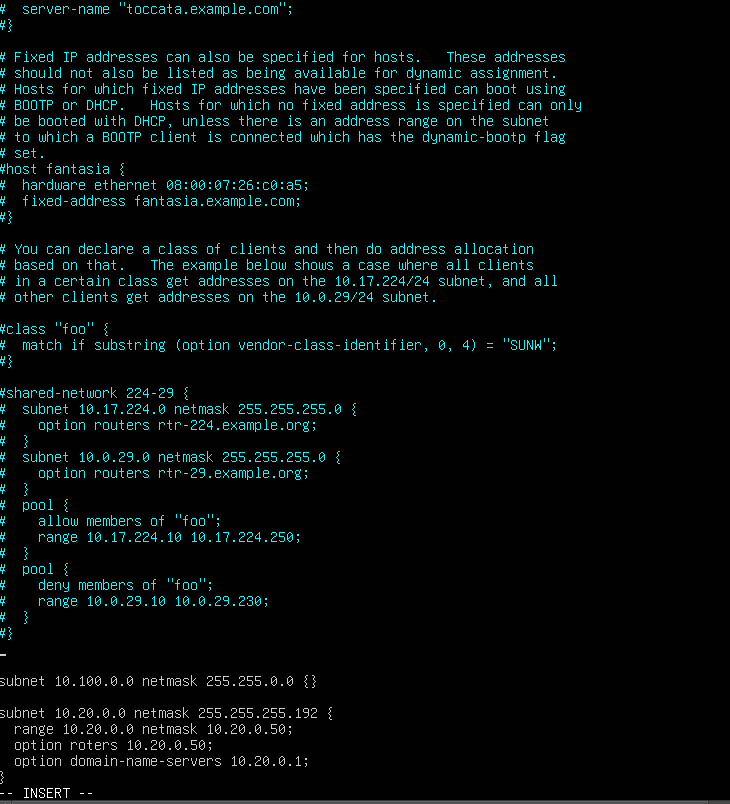 #  server-name "toccata.example.com";
#}

# Fixed IP addresses can also be specified for hosts.   These addresses
# should not also be listed as being available for dynamic assignment.
# Hosts for which fixed IP addresses have been specified can boot using
# BOOTP or DHCP.   Hosts for which no fixed address is specified can only
# be booted with DHCP, unless there is an address range on the subnet
# to which a BOOTP client is connected which has the dynamic-bootp flag
# set.
#host fantasia {
#  hardware ethernet 08:00:07:26:c0:a5;
#  fixed-address fantasia.example.com;
#}

# You can declare a class of clients and then do address allocation
# based on that.   The example below shows a case where all clients
# in a certain class get addresses on the 10.17.224/24 subnet, and all
# other clients get addresses on the 10.0.29/24 subnet.

#class "foo" {
#  match if substring (option vendor-class-identifier, 0, 4) = "SUNW";
#}

#shared-network 224-29 {
#  subnet 10.17.224.0 netmask 255.255.255.0 {
#    option routers rtr-224.example.org;
#  }
#  subnet 10.0.29.0 netmask 255.255.255.0 {
#    option routers rtr-29.example.org;
#  }
#  pool {
#    allow members of "foo";
#    range 10.17.224.10 10.17.224.250;
#  }
#  pool {
#    deny members of "foo";
#    range 10.0.29.10 10.0.29.230;
#  }
#}

subnet 10.100.0.0 netmask 255.255.0.0 {}

subnet 10.20.0.0 netmask 255.255.255.192 {
  range 10.20.0.0 netmask 10.20.0.50;
  option roters 10.20.0.50;
  option domain-name-servers 10.20.0.1;
}
-- INSERT --